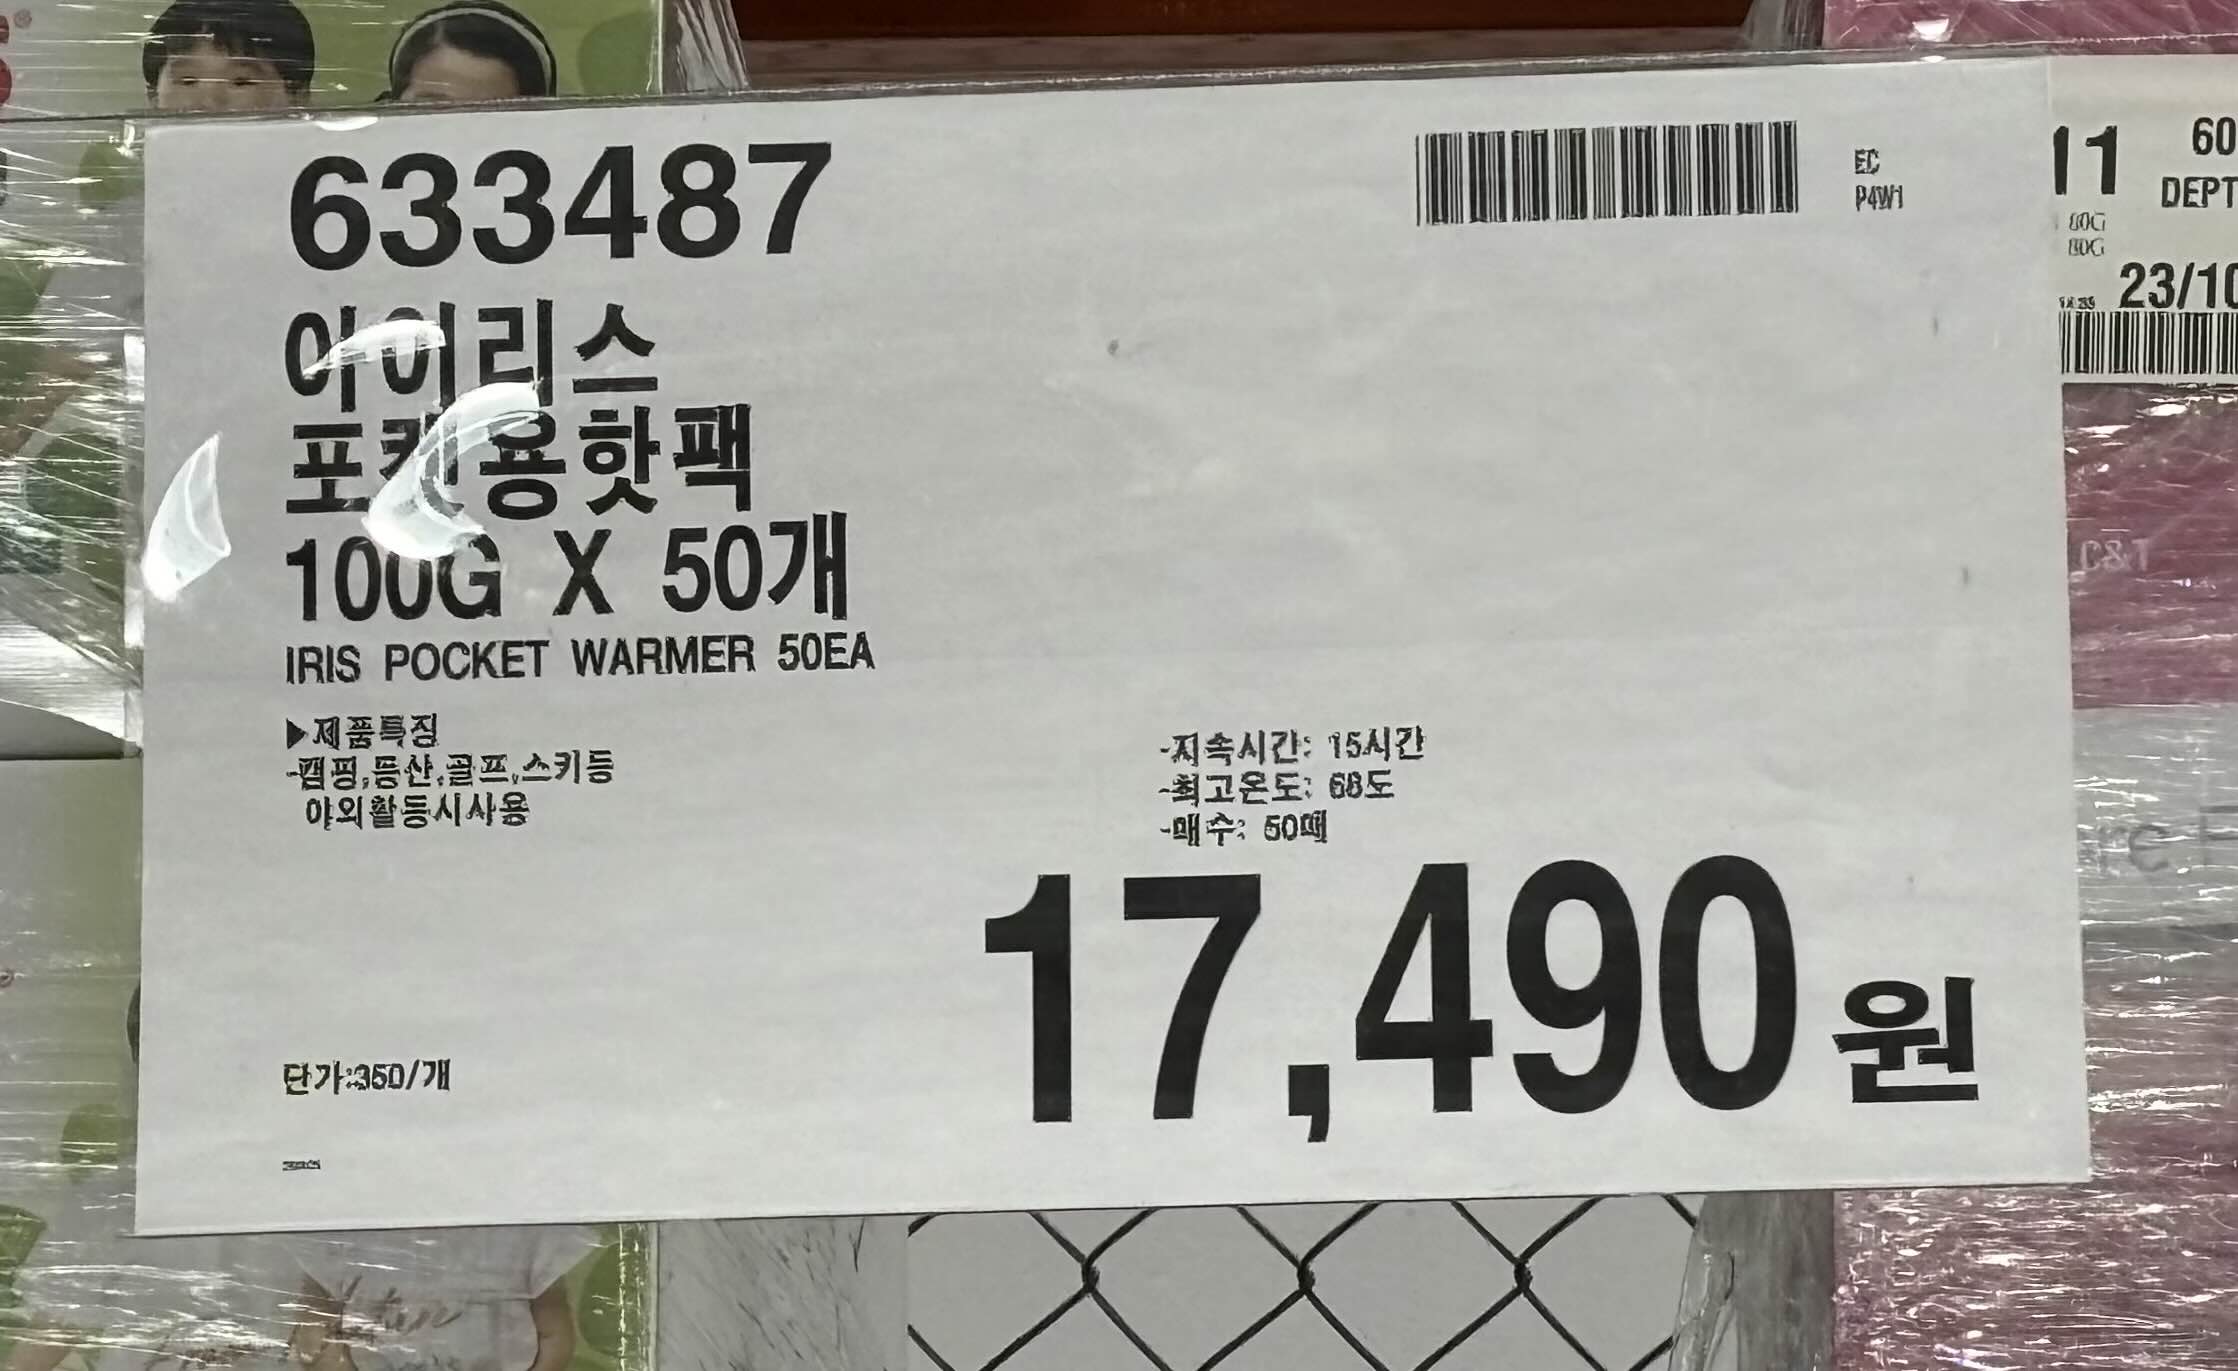 633487
EC
P4W1
아이리스
포켓용핫팩
100G X 50개
IRIS POCKET WARMER 50EA
▶제품특징
-캠핑,등산,골프,스키등
야외활동시사용
-지속시간: 15시간
-최고온도: 68도
-매수: 50매
17,490원
단가:350/개
11
60
DEPT
80G
80G
23/10
C&T